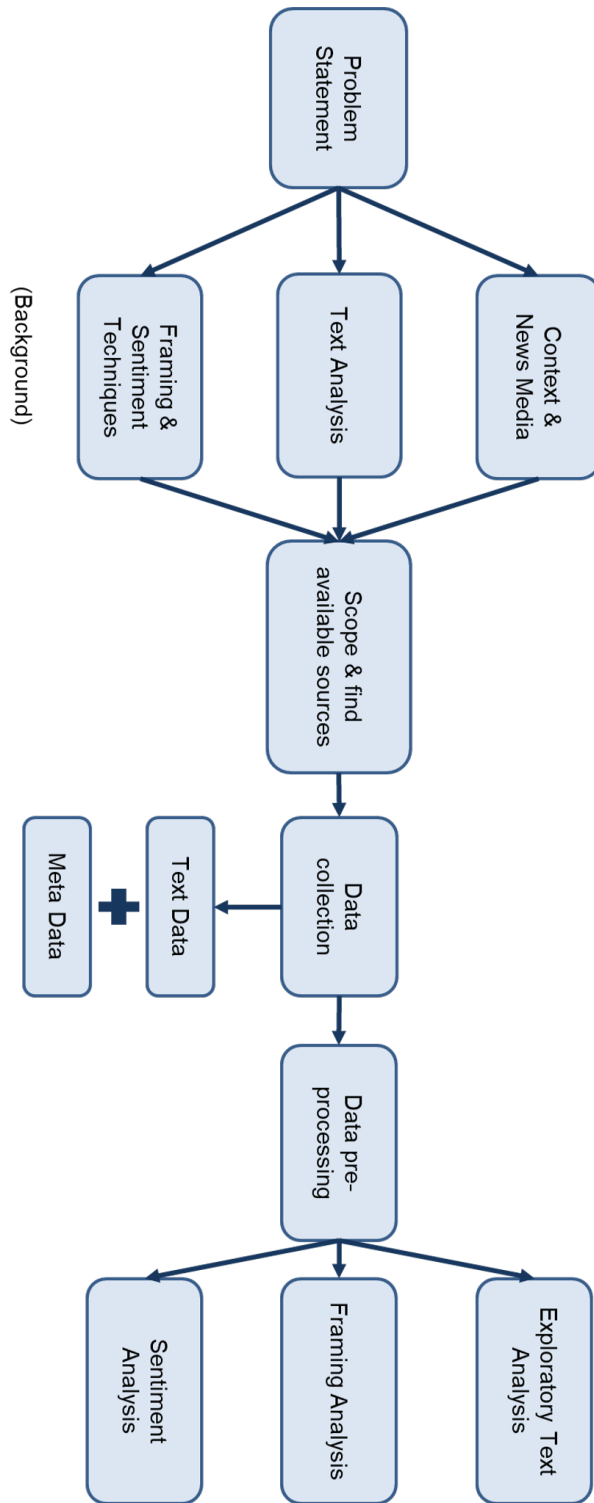 Problem
Statement
Context &
News Media
Text Analysis
Framing &
Sentiment
Techniques
(Background)
Scope & find
available sources
Data
collection
Text Data
Meta Data
Data pre-
processing
Exploratory Text
Analysis
Framing Analysis
Sentiment
Analysis